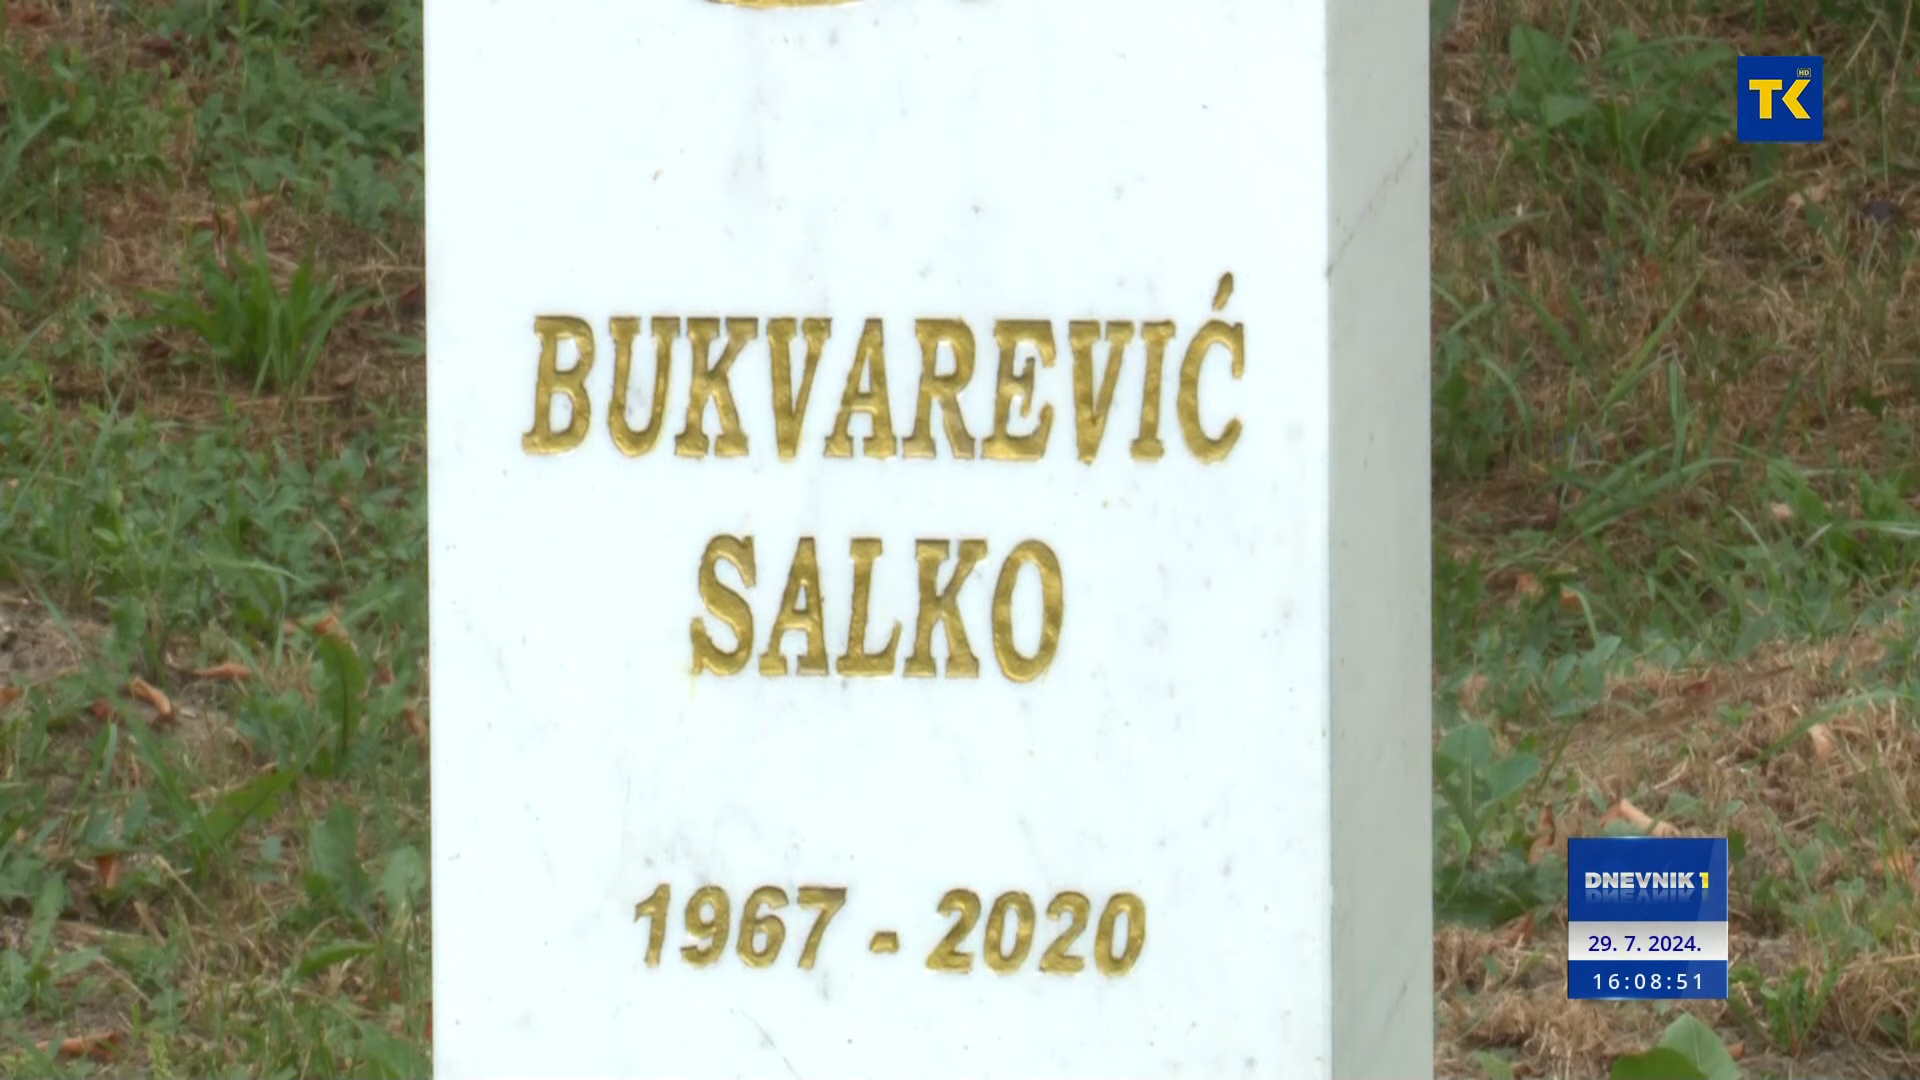 HD
TK
BUKVAREVIĆ
SALKO
1967 - 2020
DNEVNIK 1
29. 7. 2024.
16:08:51